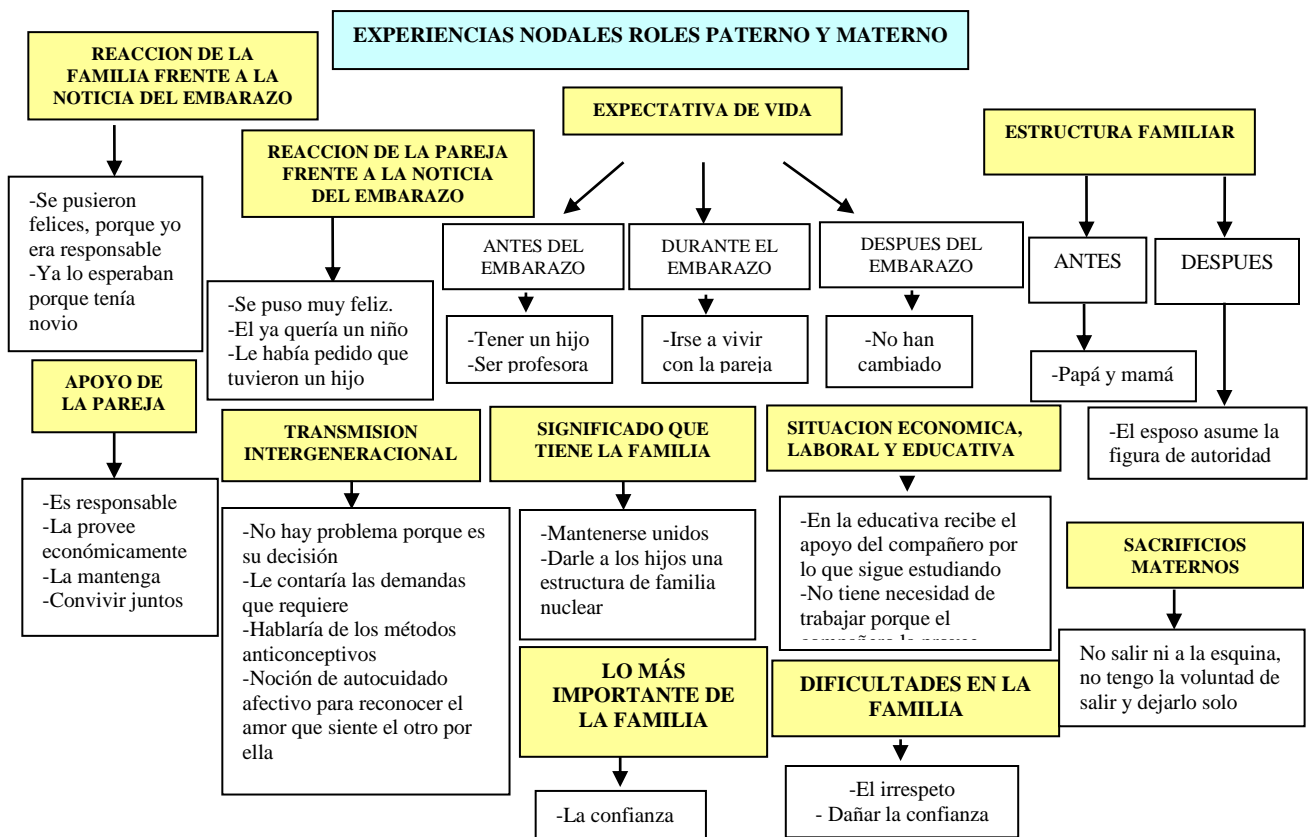 EXPERIENCIAS NODALES ROLES PATERNO Y MATERNO
REACCION DE LA
FAMILIA FRENTE A LA
NOTICIA DEL EMBARAZO
-Se pusieron
felices, porque yo
era responsable
-Ya lo esperaban
porque tenía
novio
REACCION DE LA PAREJA
FRENTE A LA NOTICIA
DEL EMBARAZO
-Se puso muy feliz.
-El ya quería un niño
-Le había pedido que
tuvieron un hijo
EXPECTATIVA DE VIDA
ANTES DEL
EMBARAZO
-Tener un hijo
-Ser profesora
DURANTE EL
EMBARAZO
-Irse a vivir
con la pareja
DESPUES DEL
EMBARAZO
-No han
cambiado
ESTRUCTURA FAMILIAR
ANTES
-Papá y mamá
DESPUES
-El esposo asume la
figura de autoridad
APOYO DE
LA PAREJA
-Es responsable
-La provee
económicamente
-La mantenga
-Convivir juntos
TRANSMISION
INTERGENERACIONAL
-No hay problema porque es
su decisión
-Le contaría las demandas
que requiere
-Hablaría de los métodos
anticonceptivos
-Noción de autocuidado
afectivo para reconocer el
amor que siente el otro por
ella
SIGNIFICADO QUE
TIENE LA FAMILIA
-Mantenerse unidos
-Darle a los hijos una
estructura de familia
nuclear
SITUACION ECONOMICA,
LABORAL Y EDUCATIVA
-En la educativa recibe el
apoyo del compañero por
lo que sigue estudiando
-No tiene necesidad de
trabajar porque el
compañero la provee
SACRIFICIOS
MATERNOS
No salir ni a la esquina,
no tengo la voluntad de
salir y dejarlo solo
LO MÁS
IMPORTANTE DE
LA FAMILIA
-La confianza
DIFICULTADES EN LA
FAMILIA
-El irrespeto
- Dañar la confianza